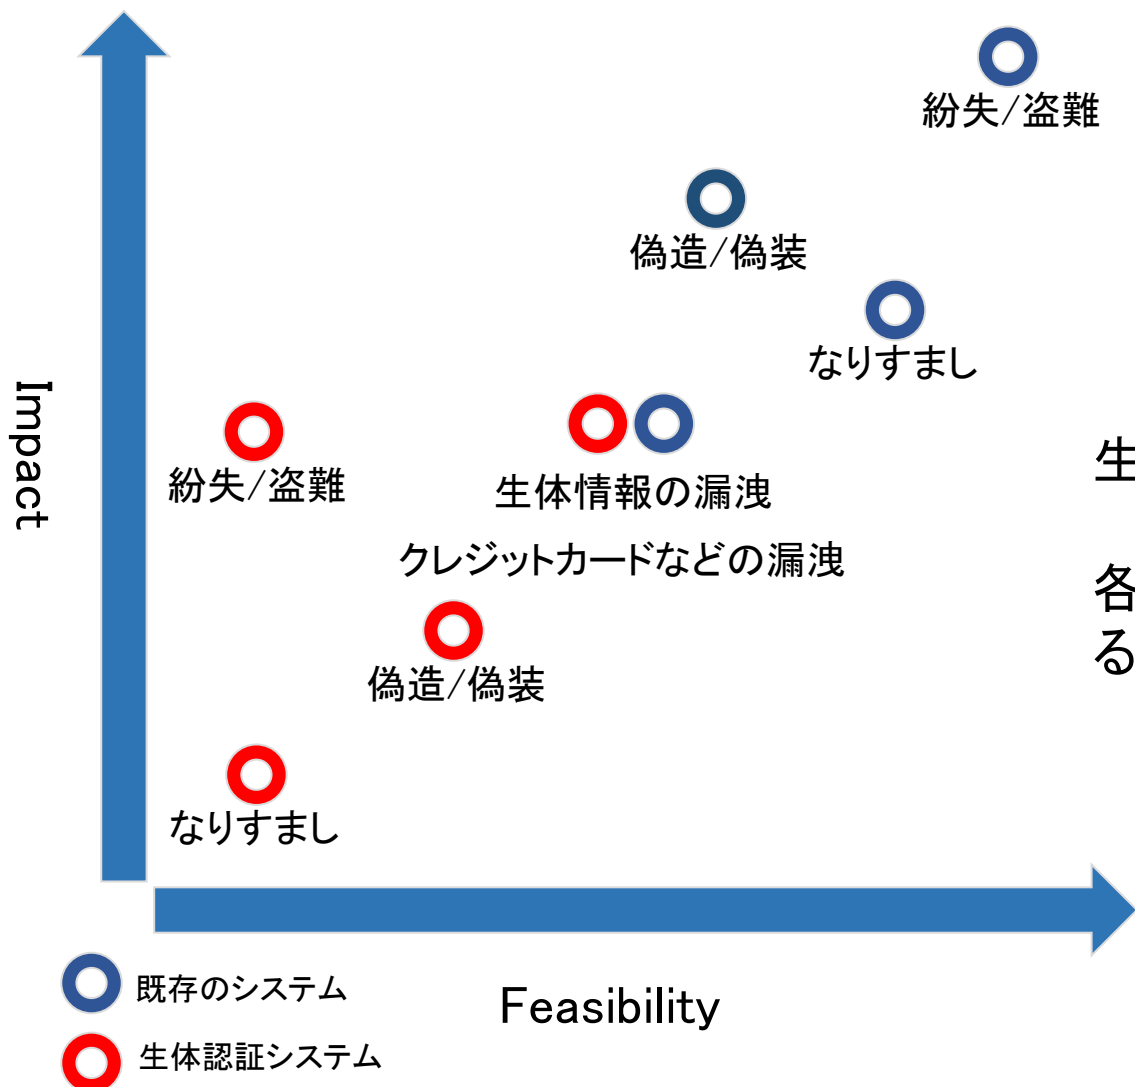 紛失/盗難
偽造/偽装
なりすまし
Impact
紛失/盗難
生体情報の漏洩
クレジットカードなどの漏洩
生
各
る
偽造/偽装
なりすまし
既存のシステム
Feasibility
生体認証システム